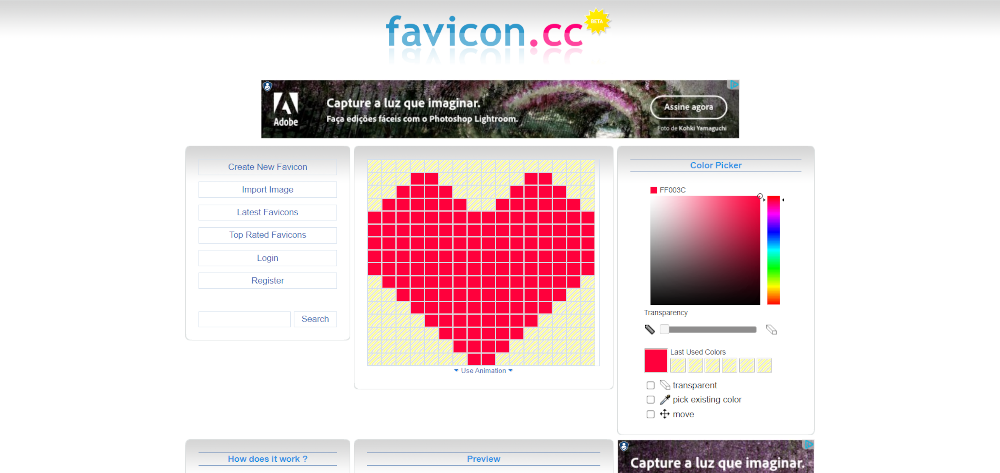 favicon.cc
BETA
Adobe
Capture a luz que imaginar.
Faça edições fáceis com o Photoshop Lightroom.
Assine agora
Foto de Kohki Yamaguchi
Create New Favicon
Import Image
Latest Favicons
Top Rated Favicons
Login
Register
Search
Use Animation
Color Picker
FF003C
Transparency
Last Used Colors
transparent
pick existing color
move
How does it work ?
Preview
Capture a luz que imaginar.